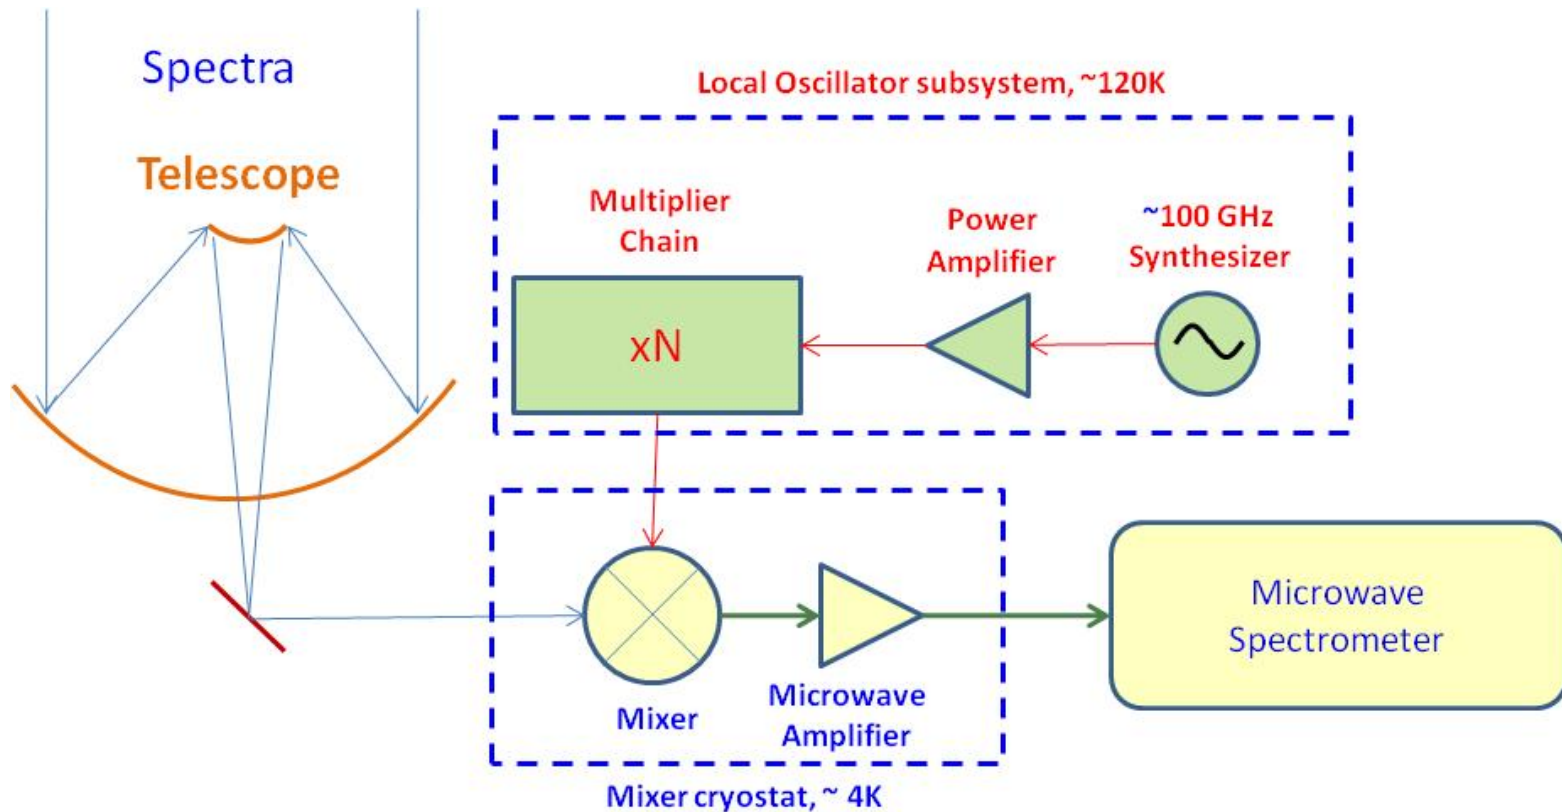 Spectra
Telescope
Local Oscillator subsystem, ~120K
Multiplier
Chain
xN
Power
Amplifier
~100 GHz
Synthesizer
Mixer
Microwave
Amplifier
Mixer cryostat, ~ 4K
Microwave
Spectrometer